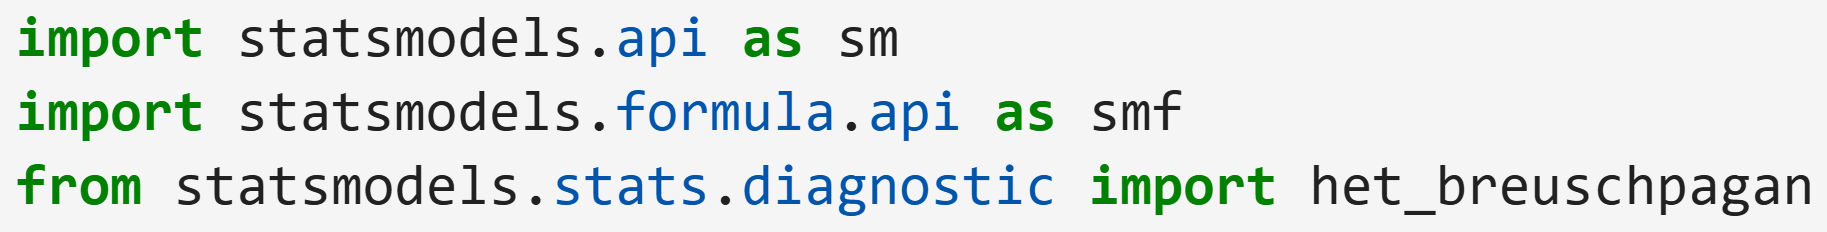 import statsmodels.api as sm
import statsmodels.formula.api as smf
from statsmodels.stats.diagnostic import het_breuschpagan